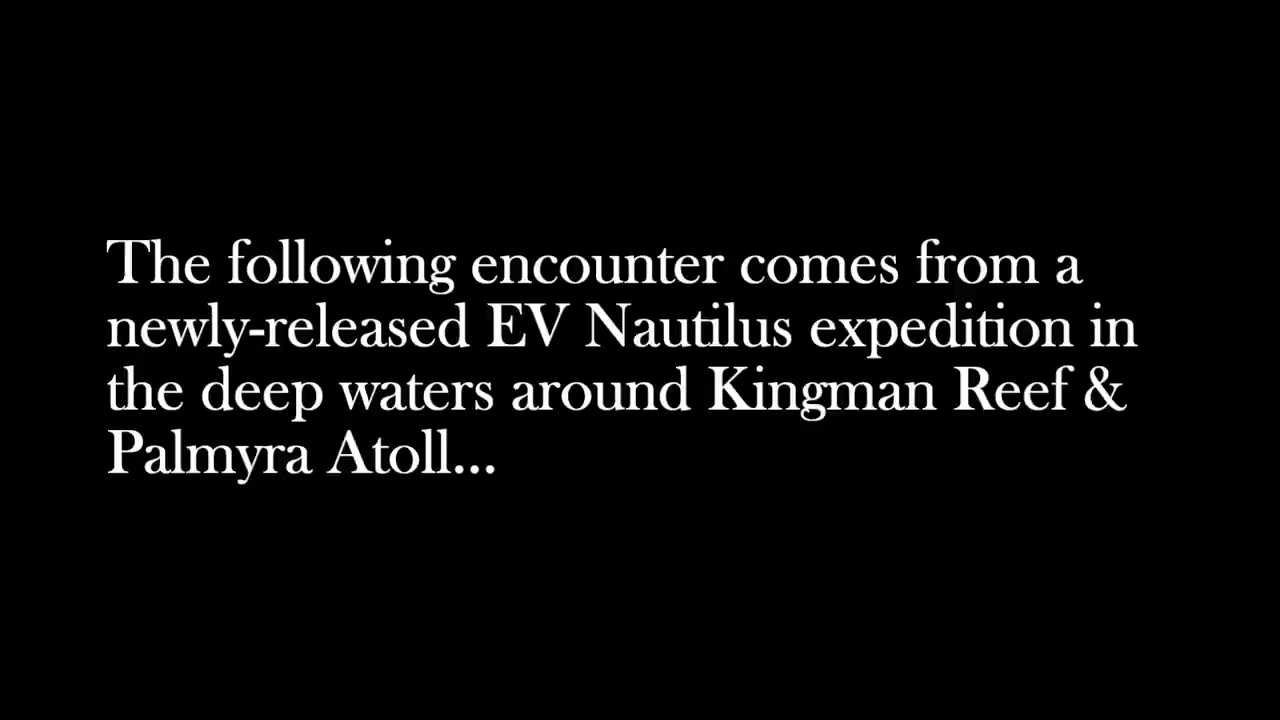 The following encounter comes from a
newly-released EV Nautilus expedition in
the deep waters around Kingman Reef &
Palmyra Atoll...